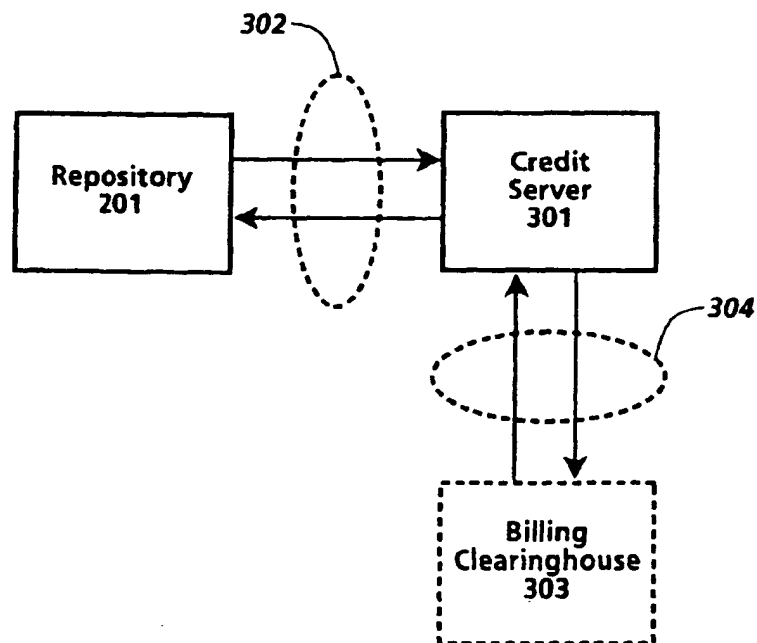 302
Repository
201
Credit
Server
301
304
Billing
Clearinghouse
303